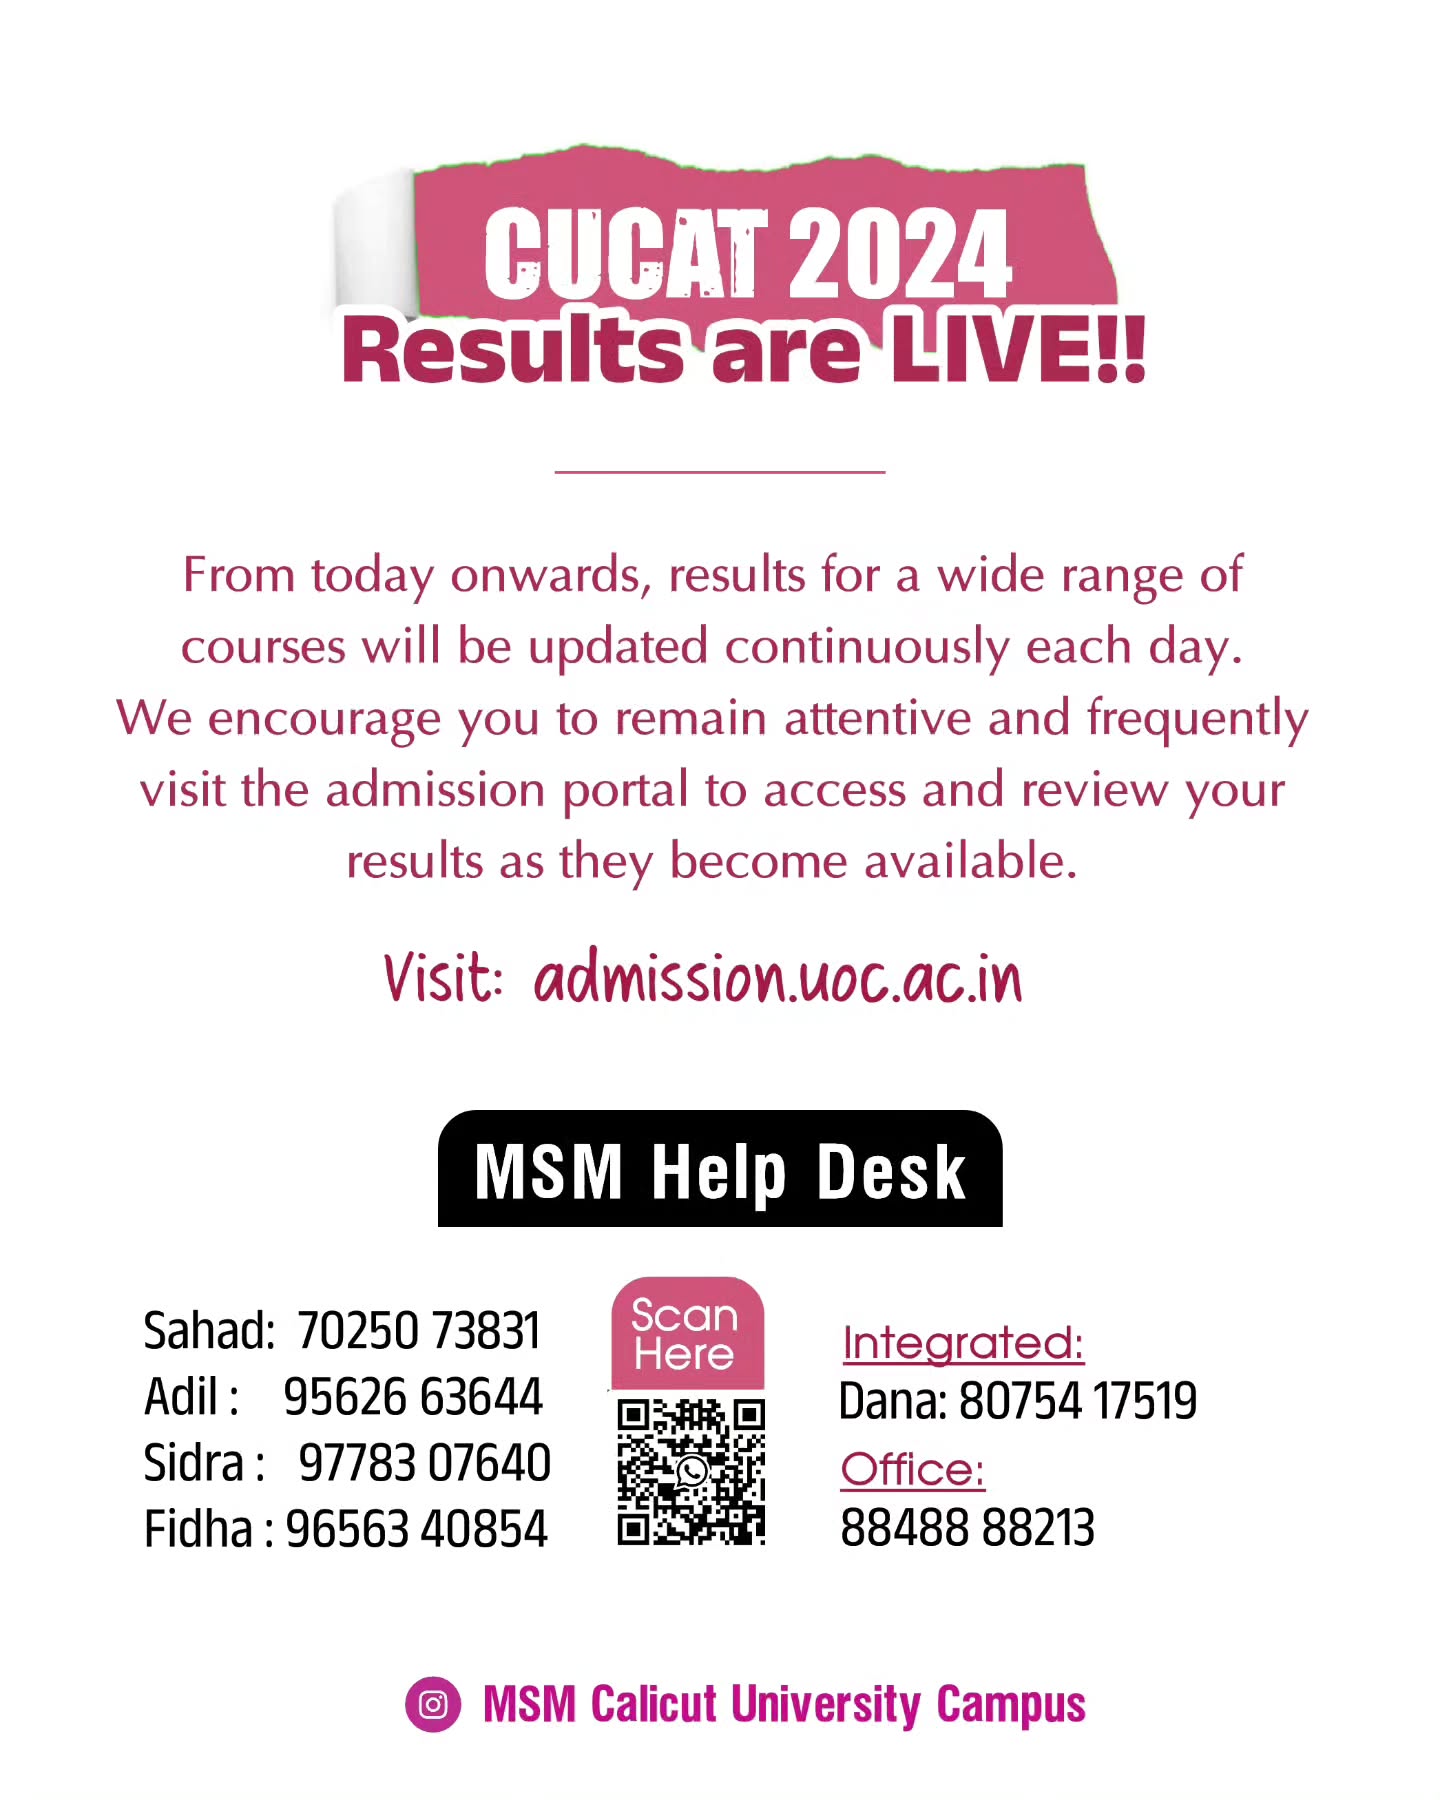 CUCAT 2024
Results are LIVE!!
From today onwards, results for a wide range of
courses will be updated continuously each day.
We encourage you to remain attentive and frequently
visit the admission portal to access and review your
results as they become available.
Visit: admission.uoc.ac.in
MSM Help Desk
Sahad: 70250 73831
Adil : 95626 63644
Sidra : 97783 07640
Fidha : 96563 40854
Scan
Here
Integrated:
Dana: 80754 17519
Office:
88488 88213
MSM Calicut University Campus